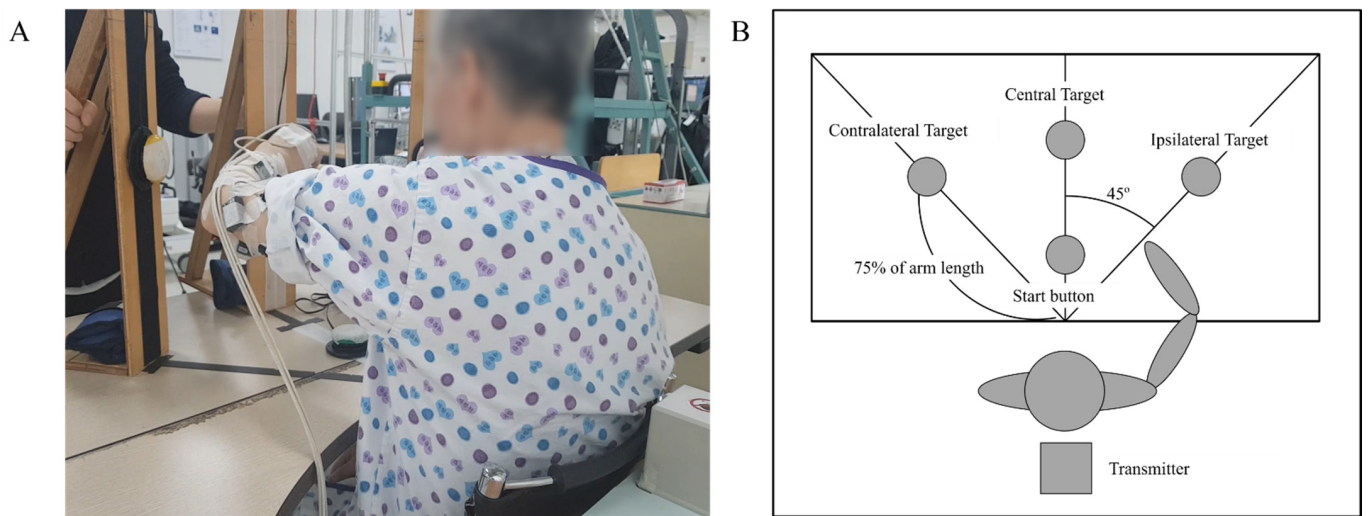 A
B
Central Target
Contralateral Target
Ipsilateral Target
45°
75% of arm length
Start button
Transmitter